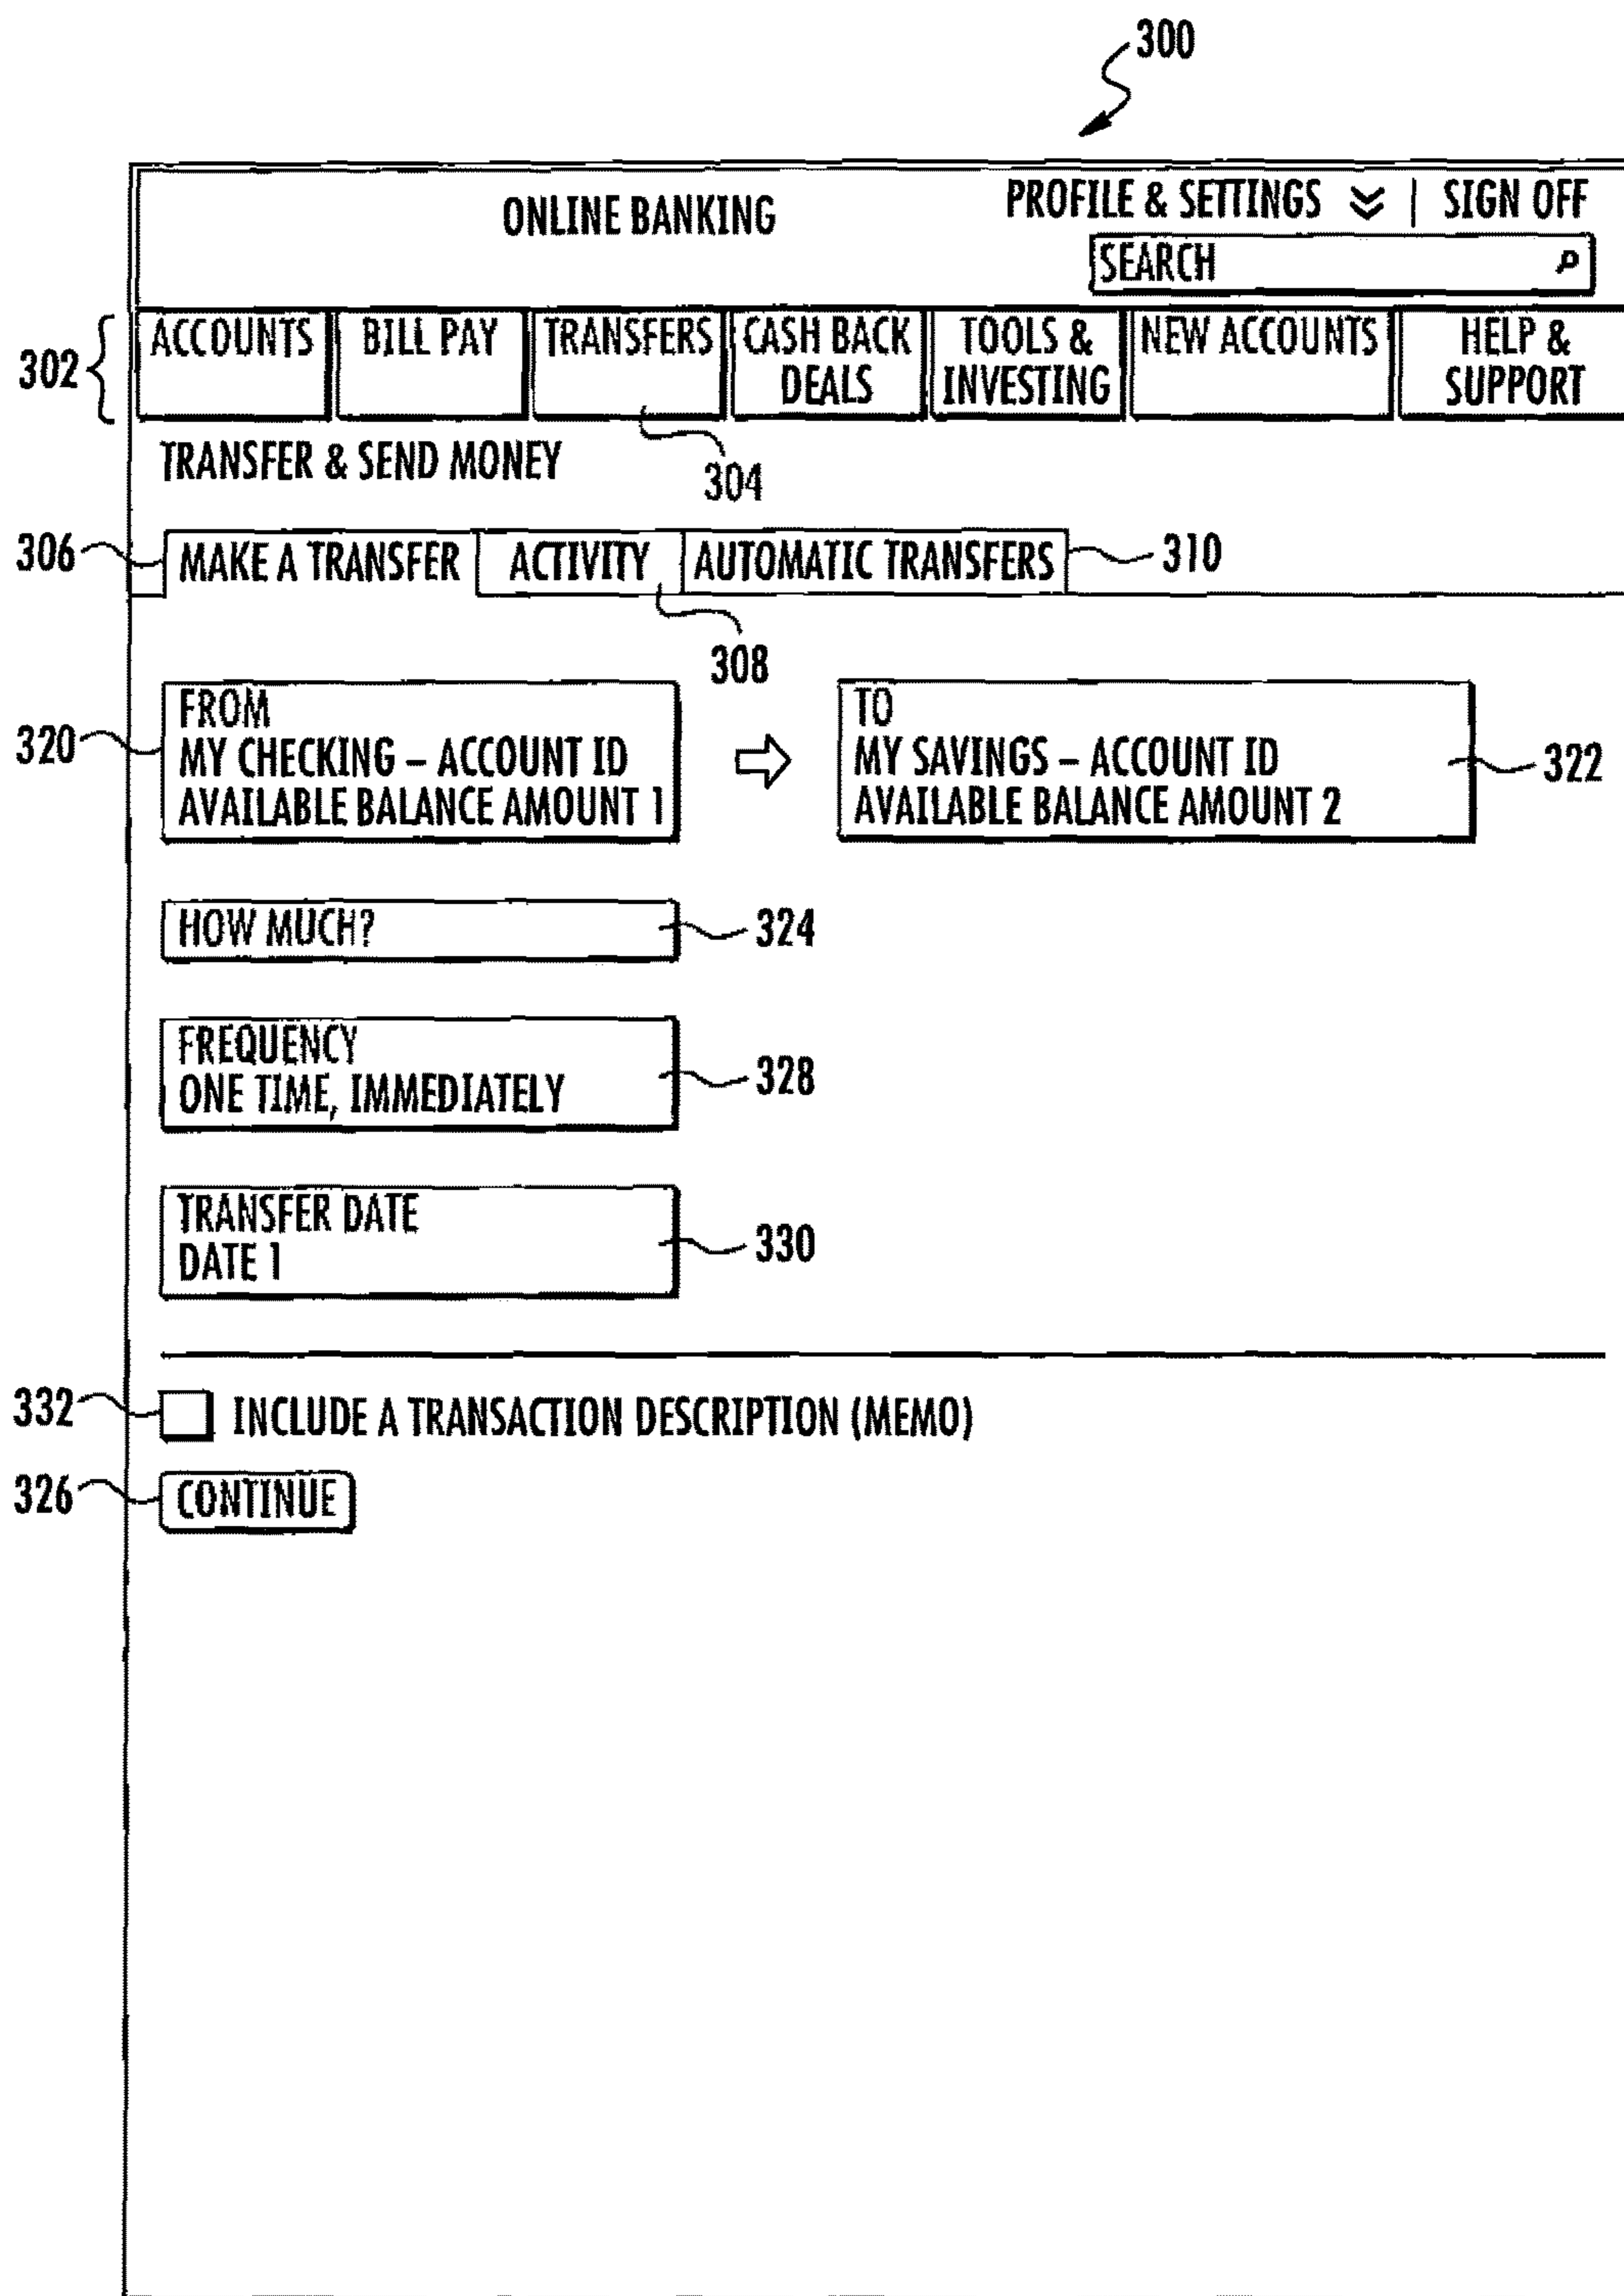 300
ONLINE BANKING
PROFILE & SETTINGS | SIGN OFF
SEARCH
302
ACCOUNTS
BILL PAY
TRANSFERS
CASH BACK
DEALS
TOOLS &
INVESTING
NEW ACCOUNTS
HELP &
SUPPORT
304
TRANSFER & SEND MONEY
306
MAKE A TRANSFER
ACTIVITY
AUTOMATIC TRANSFERS
310
308
320
FROM
MY CHECKING – ACCOUNT ID
AVAILABLE BALANCE AMOUNT 1
TO
MY SAVINGS – ACCOUNT ID
AVAILABLE BALANCE AMOUNT 2
322
HOW MUCH?
324
FREQUENCY
ONE TIME, IMMEDIATELY
328
TRANSFER DATE
DATE 1
330
332
INCLUDE A TRANSACTION DESCRIPTION (MEMO)
326
CONTINUE